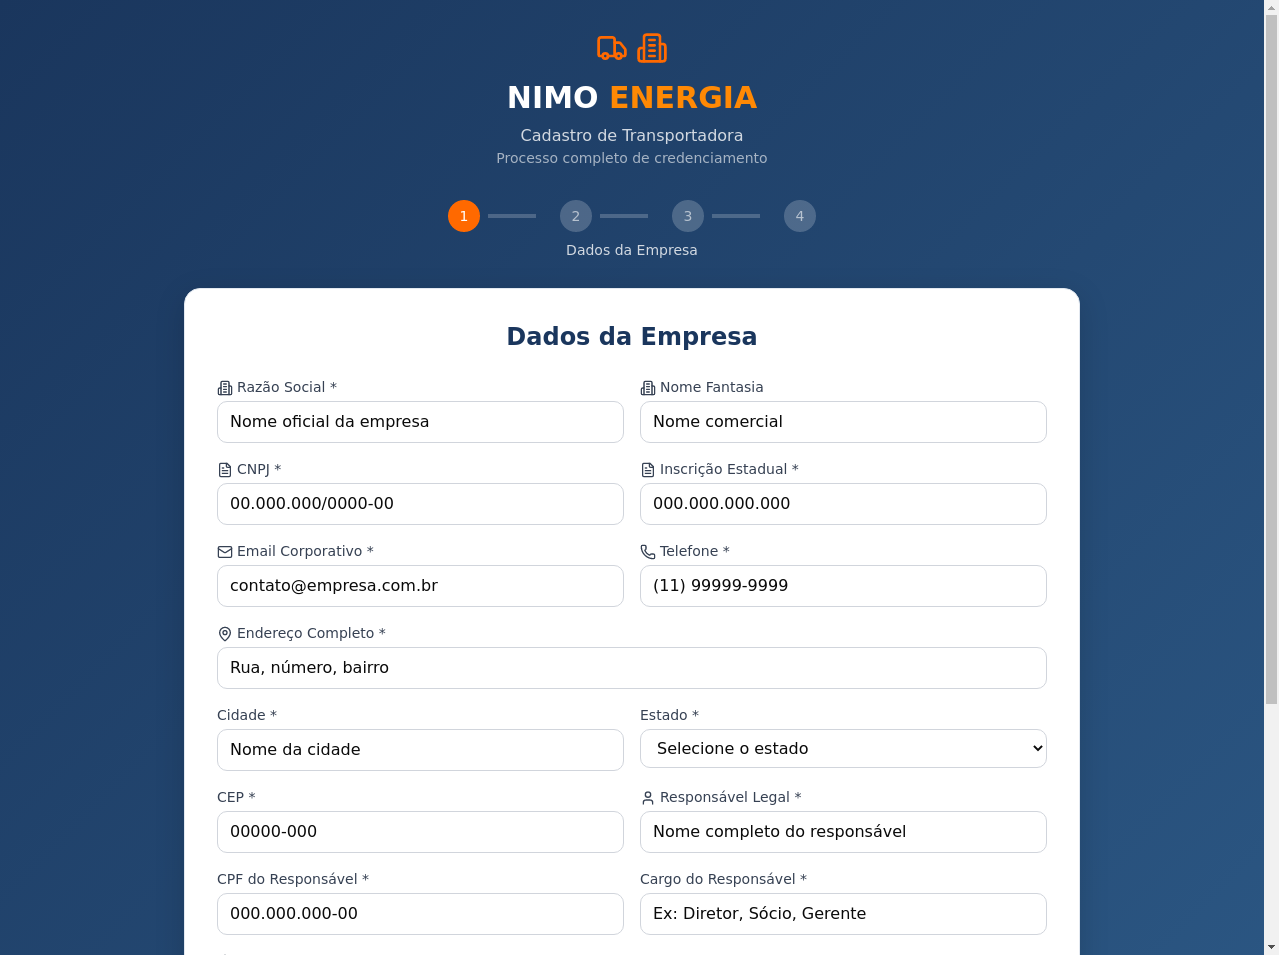 NIMO ENERGIA
Cadastro de Transportadora
Processo completo de credenciamento
1 2 3 4
Dados da Empresa
Dados da Empresa
Razão Social * Nome Fantasia
Nome oficial da empresa Nome comercial
CNPJ * Inscrição Estadual *
00.000.000/0000-00 000.000.000.000
Email Corporativo * Telefone *
contato@empresa.com.br (11) 99999-9999
Endereço Completo *
Rua, número, bairro
Cidade * Estado *
Nome da cidade Selecione o estado
CEP * Responsável Legal *
00000-000 Nome completo do responsável
CPF do Responsável * Cargo do Responsável *
000.000.000-00 Ex: Diretor, Sócio, Gerente